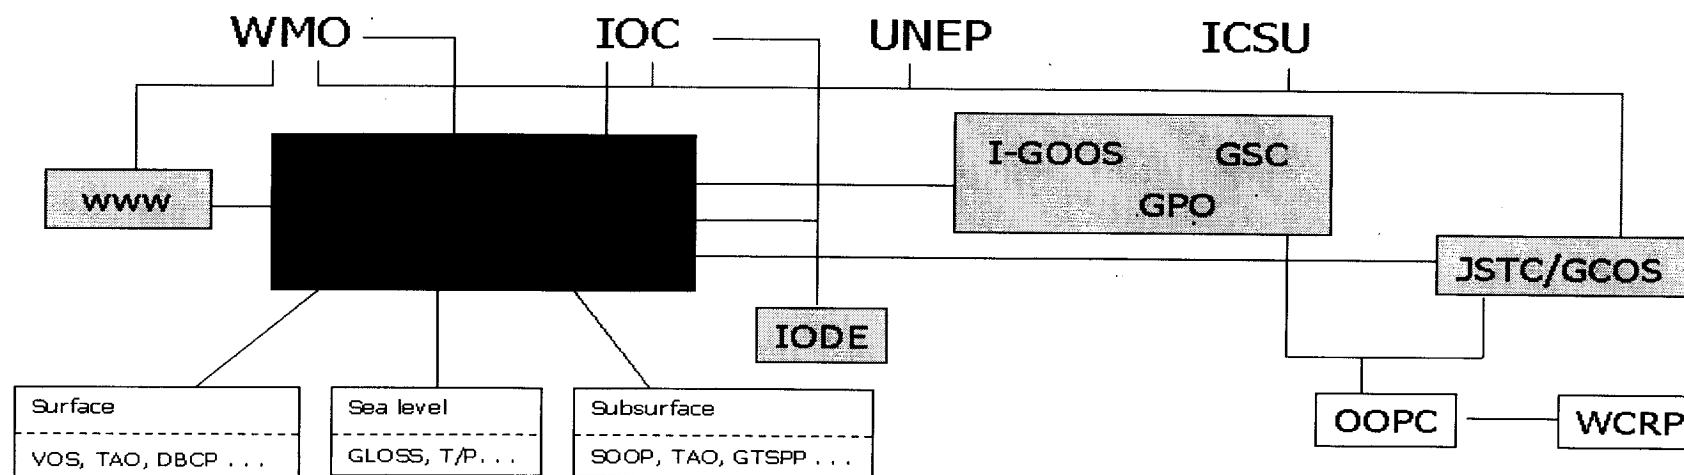 WMO IOC UNEP ICSU
I-GOOS GSC
WWW
GPO
JSTC/GCOS
IODE
Surface
VOS, TAO, DBCP . . .
Sea level
GLOSS, T/P. . .
Subsurface
SOOP, TAO, GTSPP . . .
OOPC
WCRP